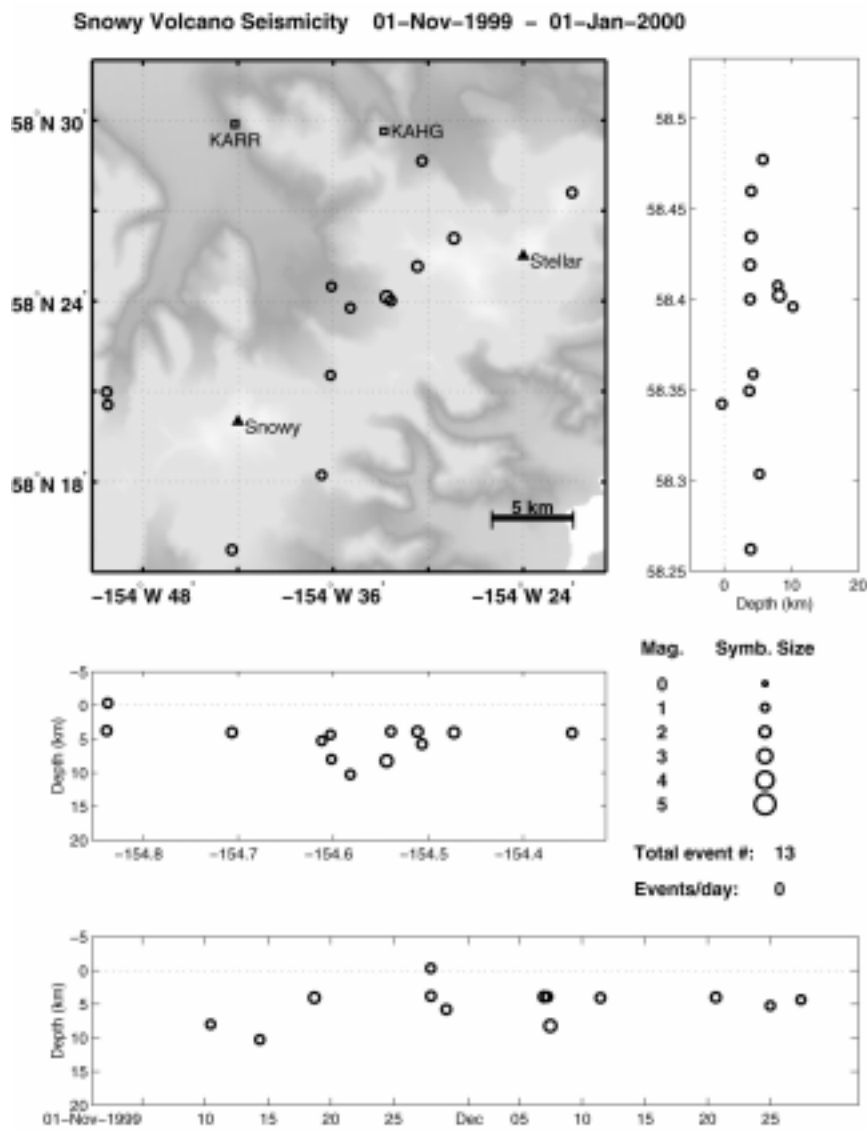 Snowy Volcano Seismicity 01-Nov-1999 - 01-Jan-2000
58°N 30'
KARR
KAHG
Stellar
58°N 24'
Snowy
58°N 18'
5 km
-154°W 48'
-154°W 36'
-154°W 24'
58.5
58.45
58.4
58.35
58.3
58.25
0
10
20
Depth (km)
Mag. Symb. Size
0
1
2
3
4
5
Total event #: 13
Events/day: 0
-5
0
5
10
15
20
Depth (km)
-154.8
-154.7
-154.6
-154.5
-154.4
-5
0
5
10
15
20
Depth (km)
01-Nov-1999
10
15
20
25
Dec
05
10
15
20
25